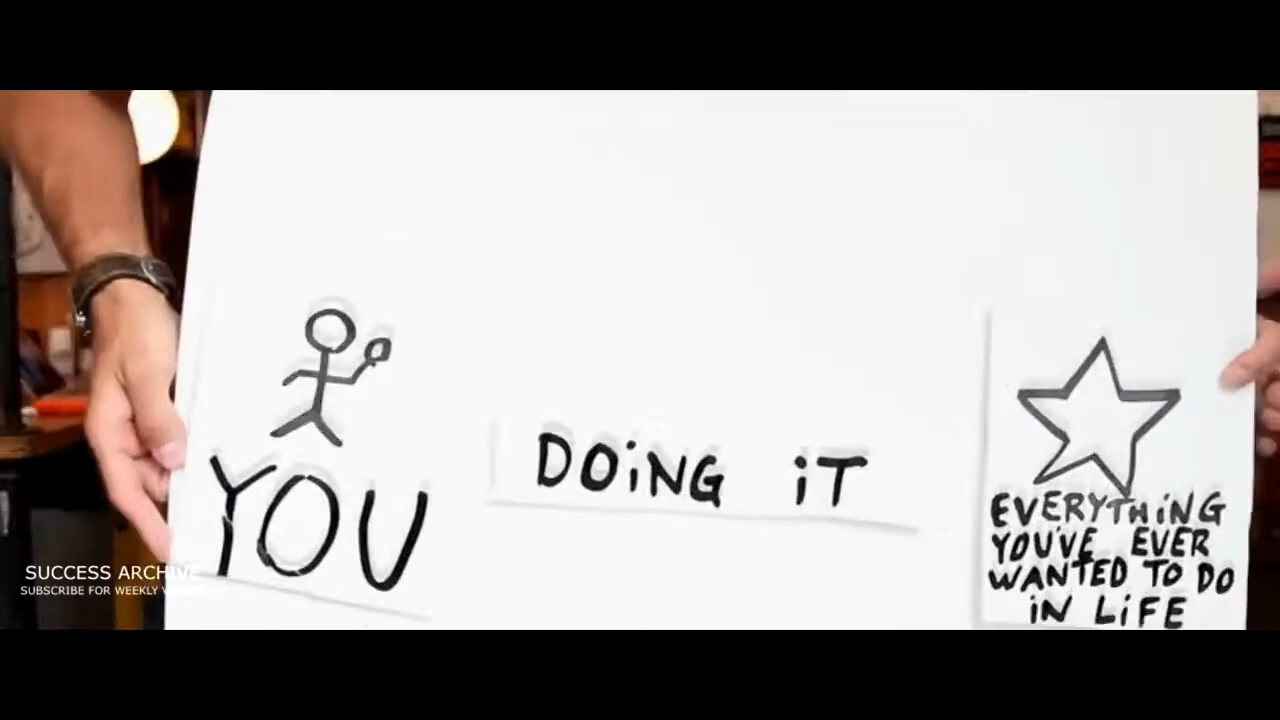 YOU
DOiNG iT
EVERYTHiNG
YOU'VE EVER
WANTED TO DO
iN LiFE
SUCCESS ARCHIVE
SUBSCRIBE FOR WEEKLY